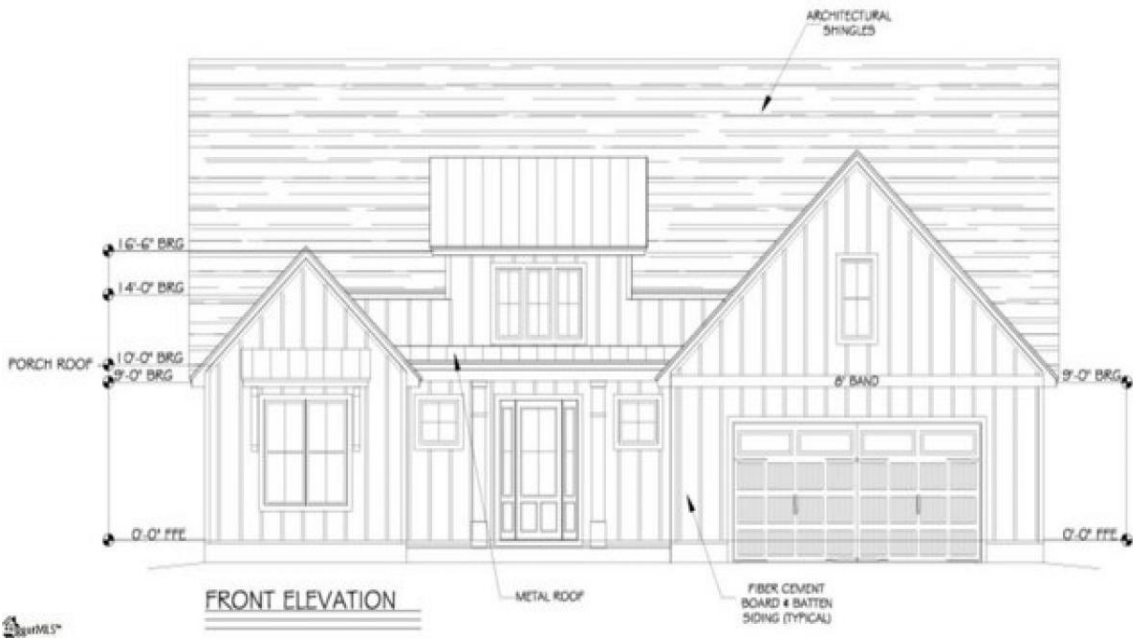 ARCHITECTURAL
SHINGLES
16'-6" BRG
14'-0" BRG
PORCH ROOF
10'-0" BRG
9'-0" BRG
9'-0" BRG
8" BAND
0'-0" FFE
0'-0" FFE
METAL ROOF
FIBER CEMENT
BOARD & BATTEN
SIDING (TYPICAL)
FRONT ELEVATION
MLS™